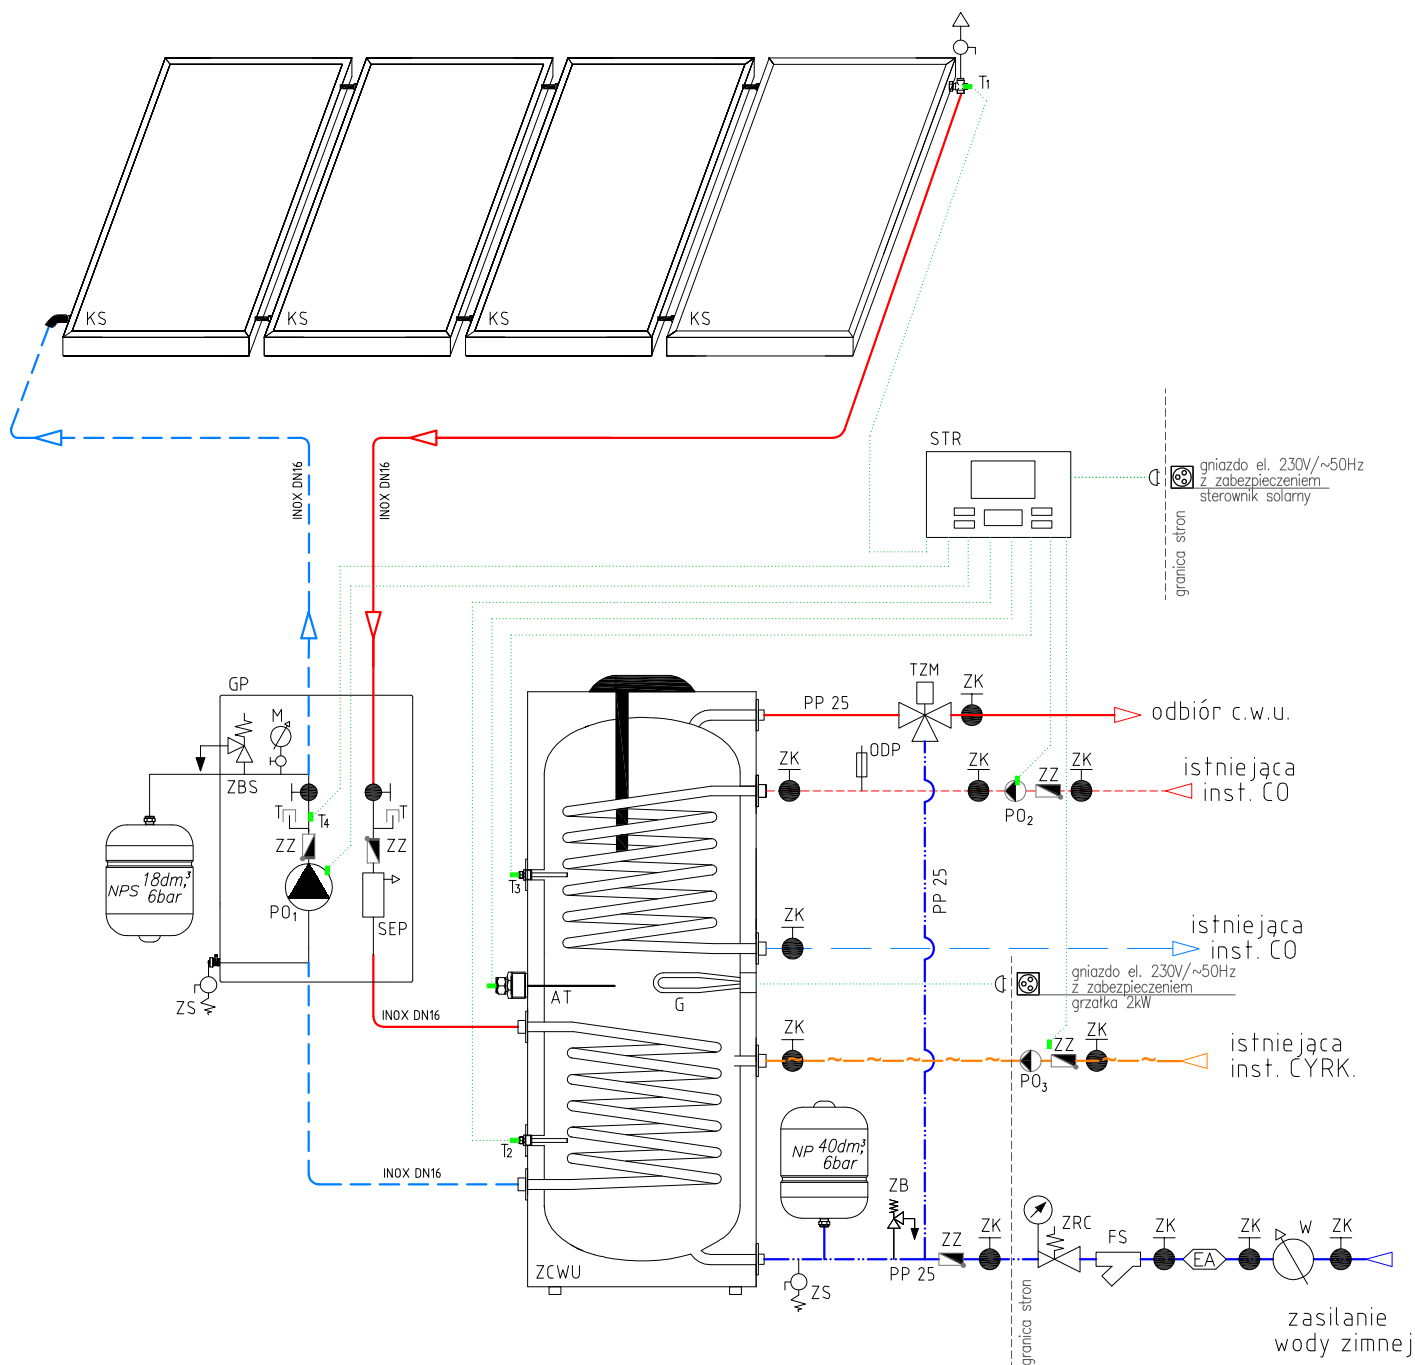 T1
KS
KS
KS
KS
STR
gniazdo el. 230V/~50Hz
z zabezpieczeniem
sterownik solarny
granica stron
INOX DN16
INOX DN16
GP
M
ZBS
T
T4
T
ZZ
ZZ
PO1
SEP
NPS 18dm³,
6bar
ZS
INOX DN16
INOX DN16
TZM
ZK
PP 25
odbiór c.w.u.
ODP
ZK
ZK
ZZ
ZK
PO2
istniejąca
inst. CO
T3
PP 25
ZK
istniejąca
inst. CO
AT
G
gniazdo el. 230V/~50Hz
z zabezpieczeniem
grzałka 2kW
ZK
ZZ
ZK
PO3
istniejąca
inst. CYRK.
T2
NP 40dm³,
6bar
ZB
ZZ
ZK
ZRC
FS
ZK
EA
ZK
W
ZK
ZCWU
ZS
PP 25
granica stron
zasilanie
wody zimnej